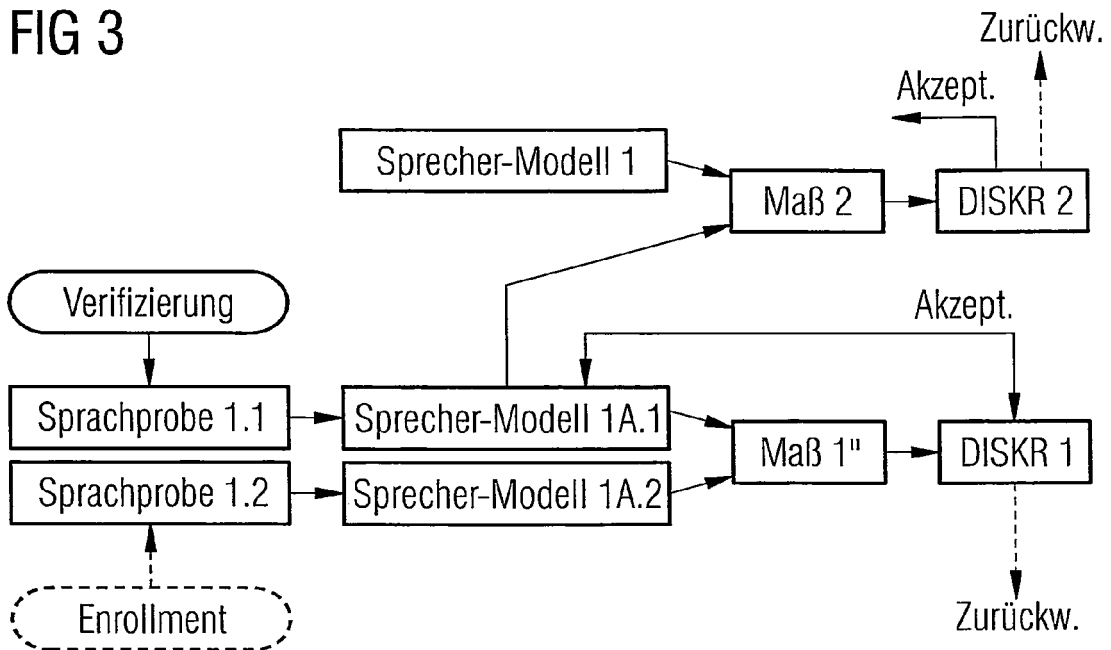 FIG 3
Zurückw.
Akzept.
Sprecher-Modell 1
Maß 2
DISKR 2
Verifizierung
Akzept.
Sprachprobe 1.1
Sprecher-Modell 1A.1
Maß 1"
DISKR 1
Sprachprobe 1.2
Sprecher-Modell 1A.2
Enrollment
Zurückw.